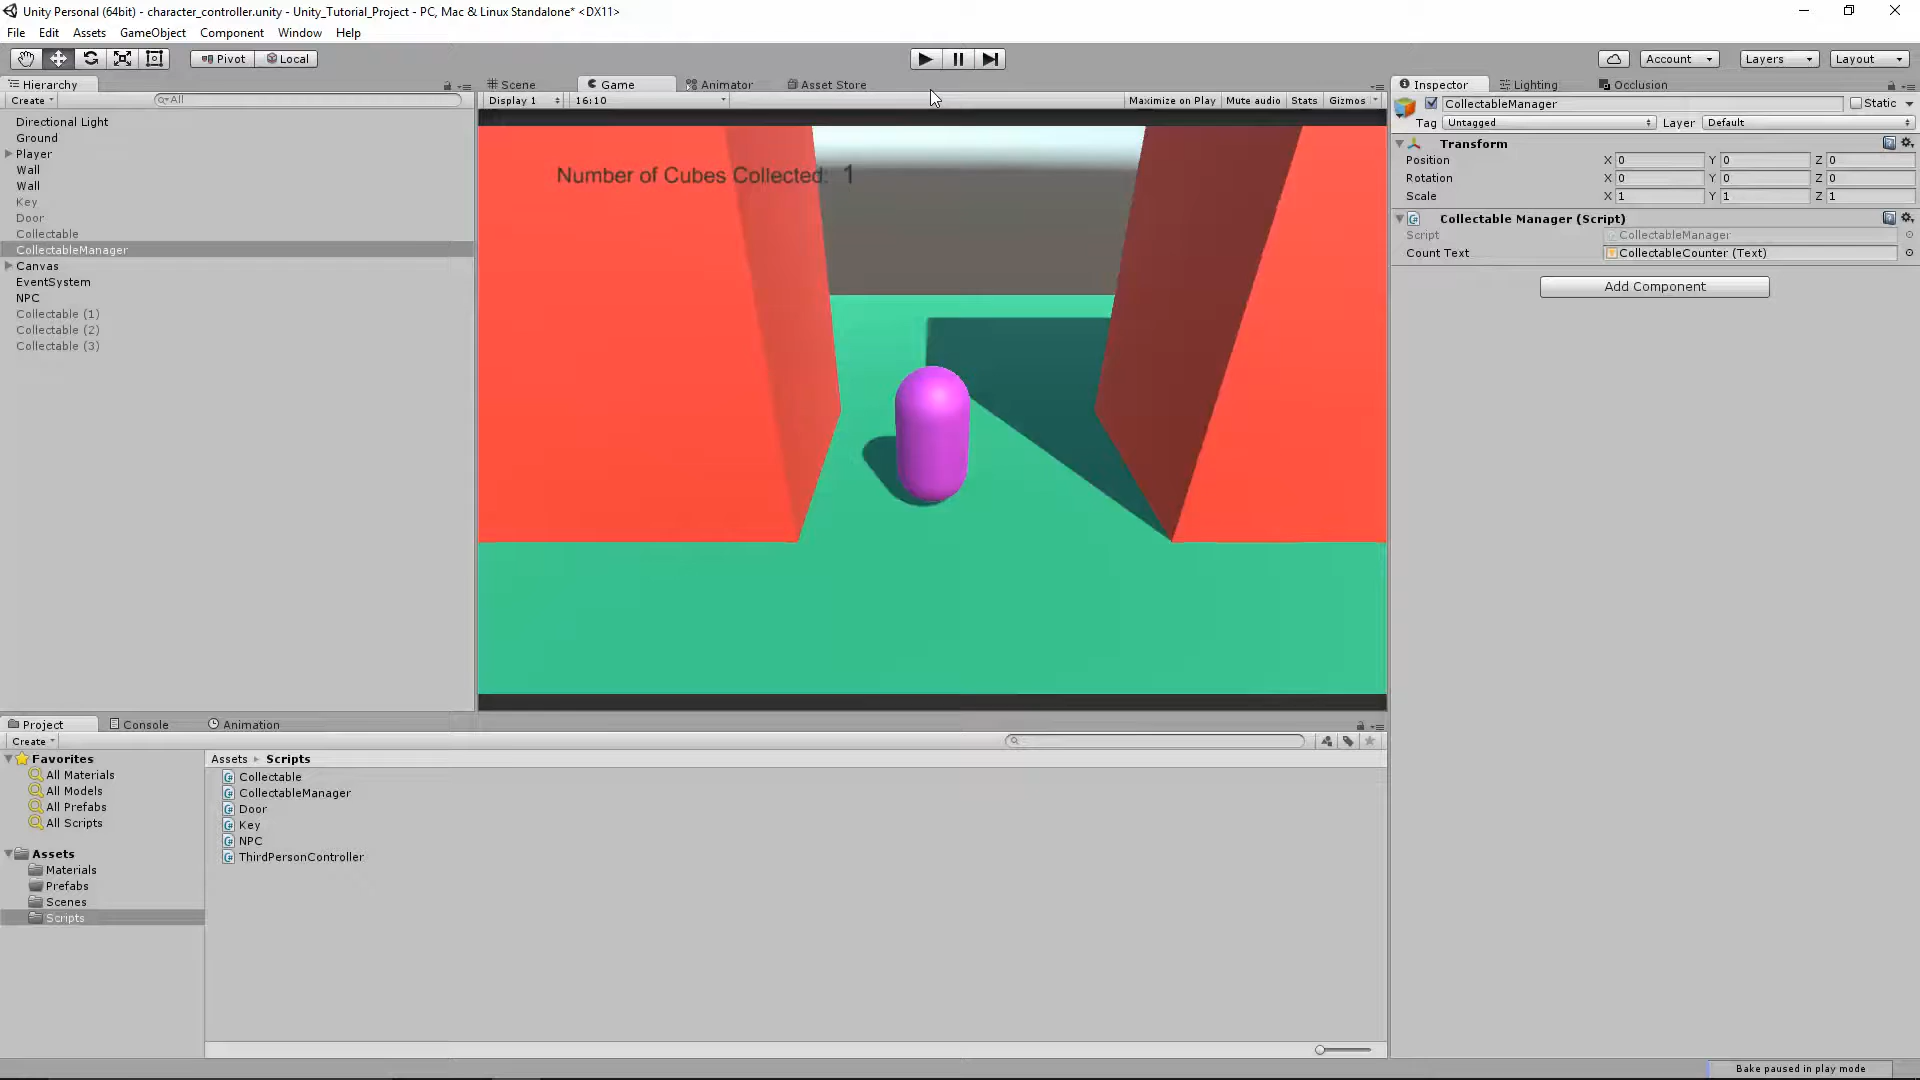 Unity Personal (64bit) - character_controller.unity - Unity_Tutorial_Project - PC, Mac & Linux Standalone* <DX11>
File Edit Assets GameObject Component Window Help
Pivot Local Account Layers Layout
Hierarchy
Create All
Directional Light
Ground
Player
Wall
Wall
Key
Door
Collectable
CollectableManager
Canvas
EventSystem
NPC
Collectable (1)
Collectable (2)
Collectable (3)
Scene Game Animator Asset Store
Display 1 16:10 Maximize on Play Mute audio Stats Gizmos
Number of Cubes Collected: 1
Inspector Lighting Occlusion
CollectableManager Static
Tag Untagged Layer Default
Transform
Position X 0 Y 0 Z 0
Rotation X 0 Y 0 Z 0
Scale X 1 Y 1 Z 1
Collectable Manager (Script)
Script CollectableManager
Count Text CollectableCounter (Text)
Add Component
Project Console Animation
Create
Favorites
All Materials
All Models
All Prefabs
All Scripts
Assets
Materials
Prefabs
Scenes
Scripts
Assets Scripts
Collectable
CollectableManager
Door
Key
NPC
ThirdPersonController
Bake paused in play mode